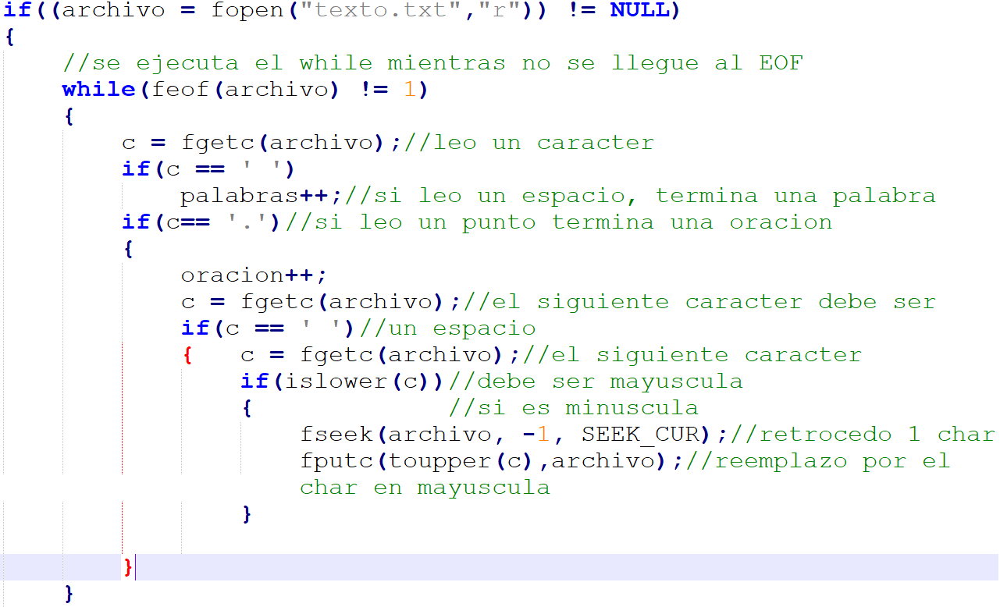 if((archivo = fopen("texto.txt","r")) != NULL)
{
//se ejecuta el while mientras no se llegue al EOF
while(feof(archivo) != 1)
{
c = fgetc(archivo);//leo un caracter
if(c == ' ')
palabras++;//si leo un espacio, termina una palabra
if(c== '.')//si leo un punto termina una oracion
{
oracion++;
c = fgetc(archivo);//el siguiente caracter debe ser
if(c == ' ')//un espacio
{ c = fgetc(archivo);//el siguiente caracter
if(islower(c))//debe ser mayuscula
{ //si es minuscula
fseek(archivo, -1, SEEK_CUR);//retrocedo 1 char
fputc(toupper(c),archivo);//reemplazo por el
char en mayuscula
}
}
}